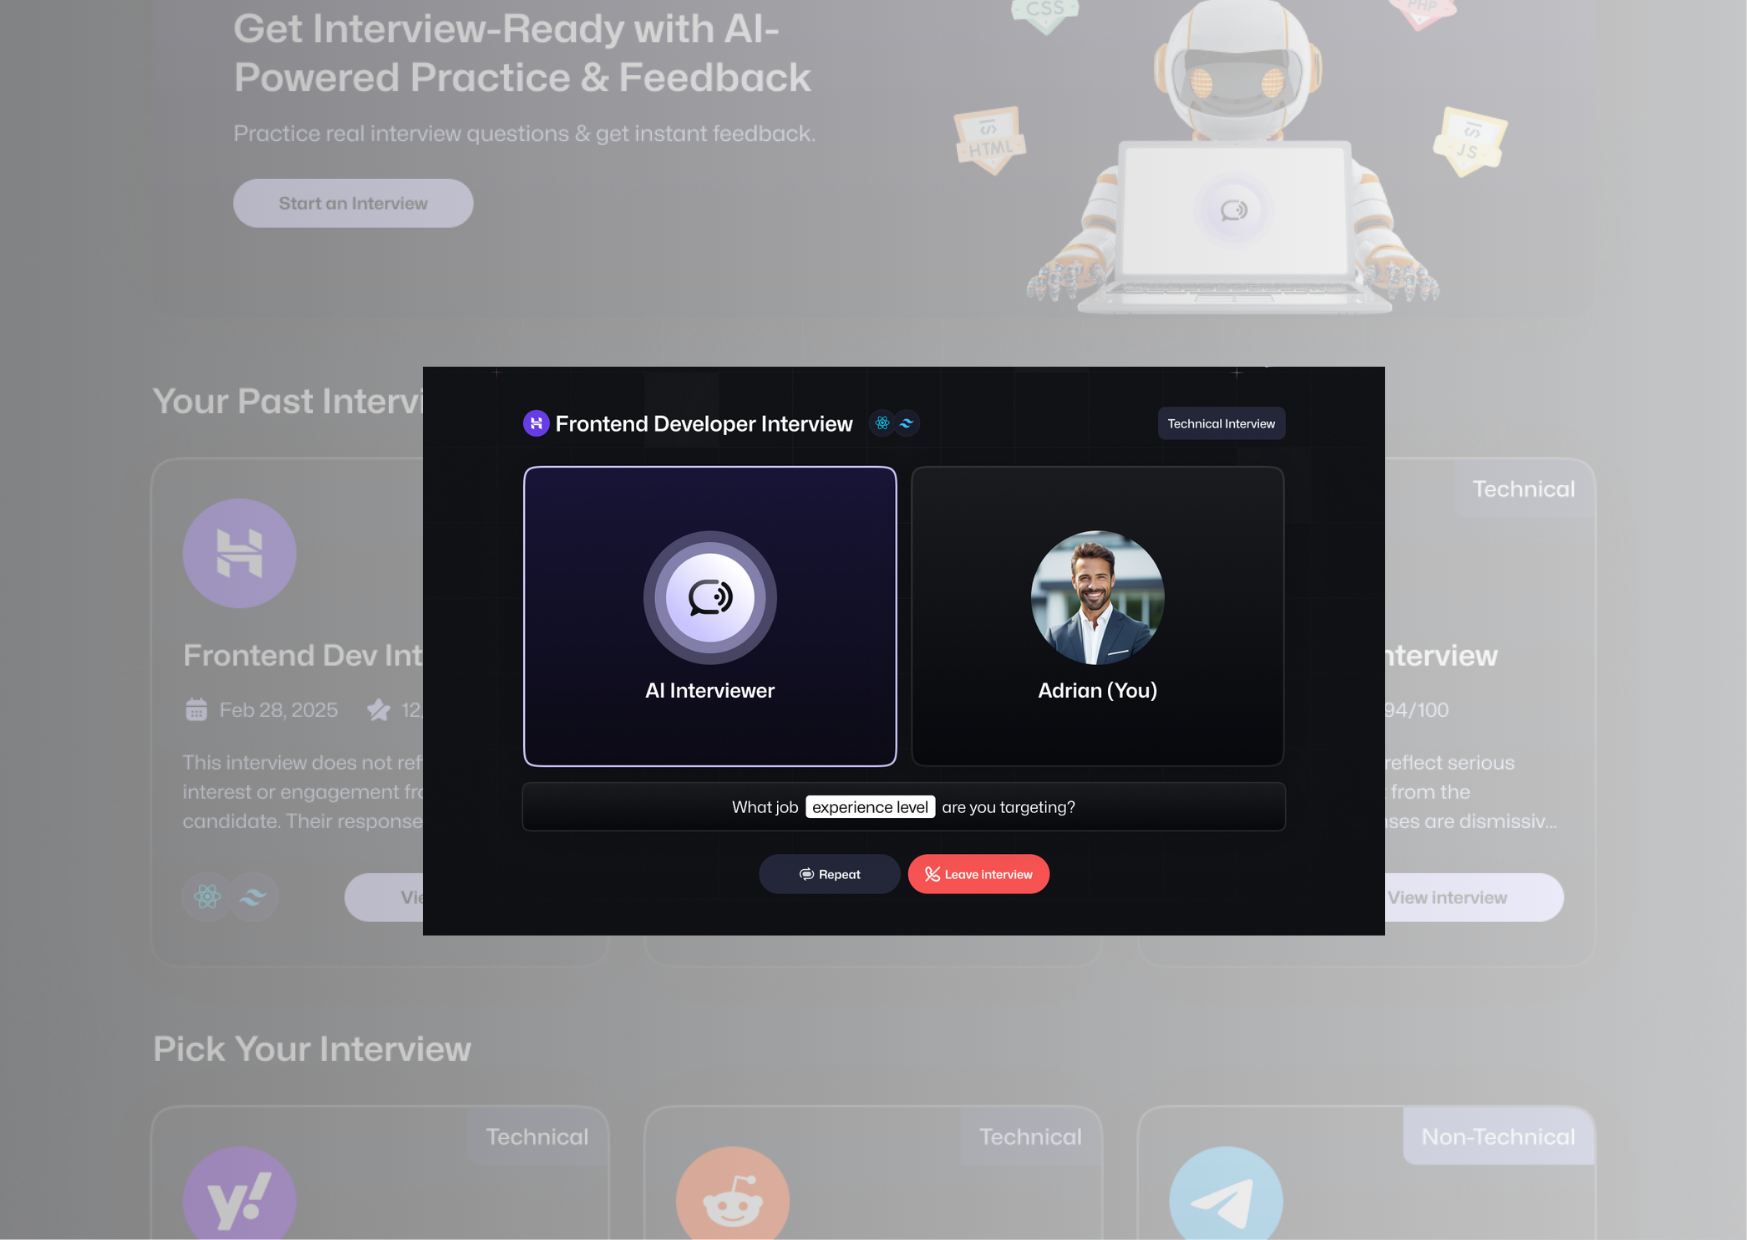 CSS
PHP
Get Interview-Ready with AI-
Powered Practice & Feedback
Practice real interview questions & get instant feedback.
HTML
JS
Start an Interview
Your Past Intervi
Frontend Developer Interview
Technical Interview
Technical
AI Interviewer
Adrian (You)
Frontend Dev Int
nterview
Feb 28, 2025
12,
94/100
This interview does not ref
interest or engagement fr
candidate. Their response
reflect serious
from the
ses are dismissiv...
What job experience level are you targeting?
Repeat
Leave interview
Vi
View interview
Pick Your Interview
Technical
Technical
Non-Technical
y!